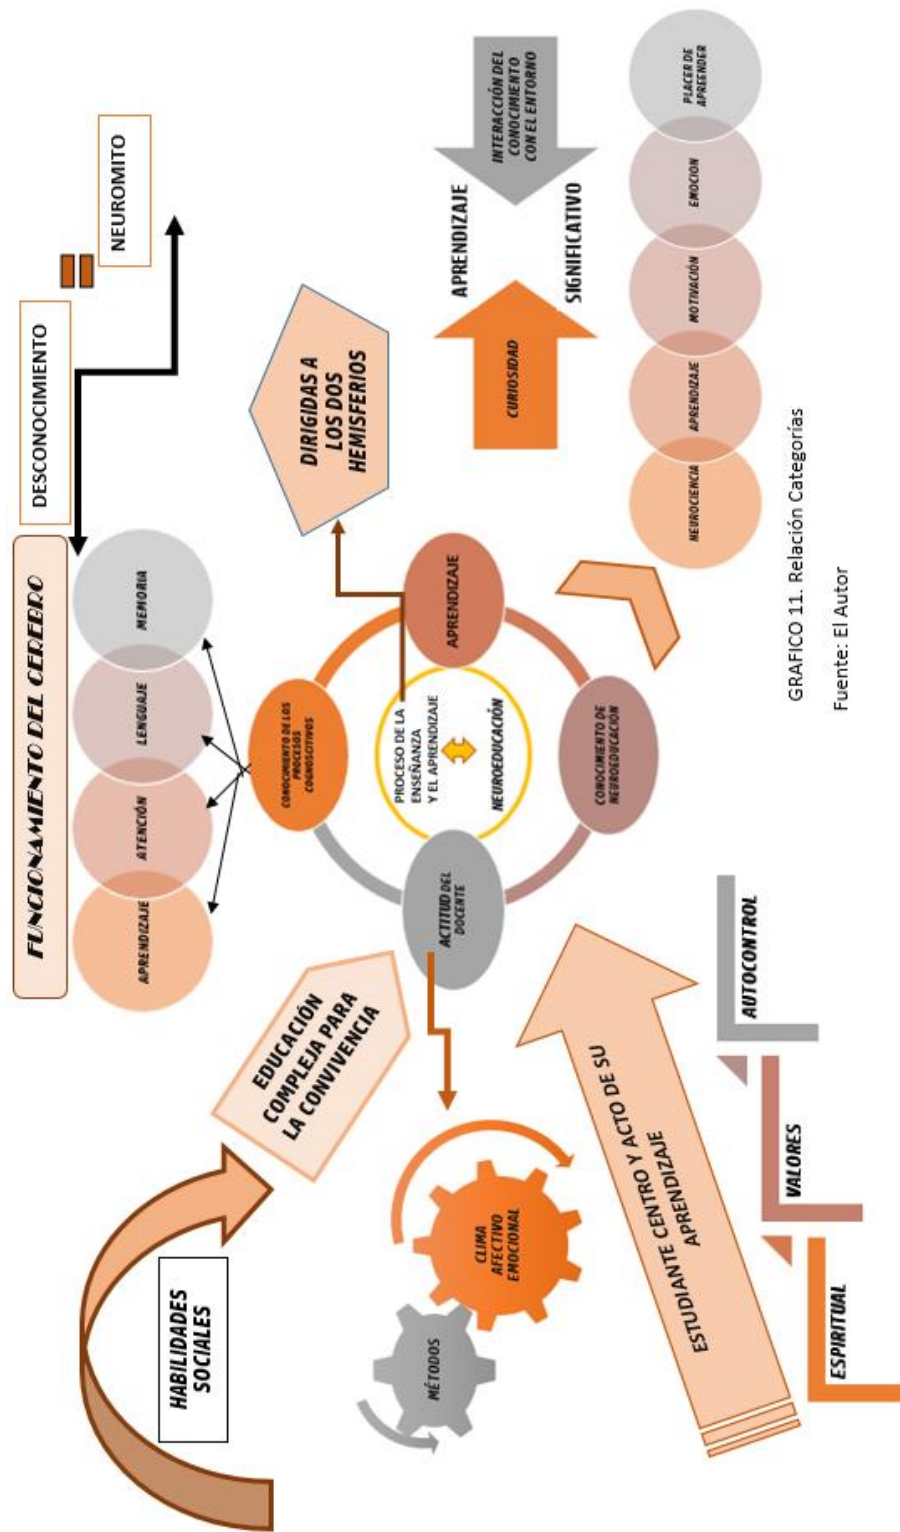 FUNCIONAMIENTO DEL CEREBRO
DESCONOCIMIENTO
NEUROMITO
APRENDIZAJE
ATENCIÓN
LENGUAJE
MEMORIA
HABILIDADES
SOCIALES
EDUCACIÓN
COMPLEJA PARA
LA CONVIVENCIA
CONOCIMIENTO DE LOS
PROCESOS
COGNOSCITIVOS
DIRIGIDAS A
LOS DOS
HEMISFERIOS
ACTITUD DEL
DOCENTE
PROCESO DE LA
ENSEÑANZA
Y EL APRENDIZAJE
NEUROEDUCACIÓN
APRENDIZAJE
CONOCIMIENTO DE
NEUROEDUCACION
MÉTODOS
CLIMA
AFECTIVO
EMOCIONAL
CURIOSIDAD
APRENDIZAJE
SIGNIFICATIVO
INTERACCIÓN DEL
CONOCIMIENTO
CON EL ENTORNO
ESTUDIANTE CENTRO Y ACTO DE SU
APRENDIZAJE
NEUROCIENCIA
APRENDIZAJE
MOTIVACIÓN
EMOCION
PLACER DE
APREENDER
ESPIRITUAL
VALORES
AUTOCONTROL
GRAFICO 11. Relación Categorías
Fuente: El Autor